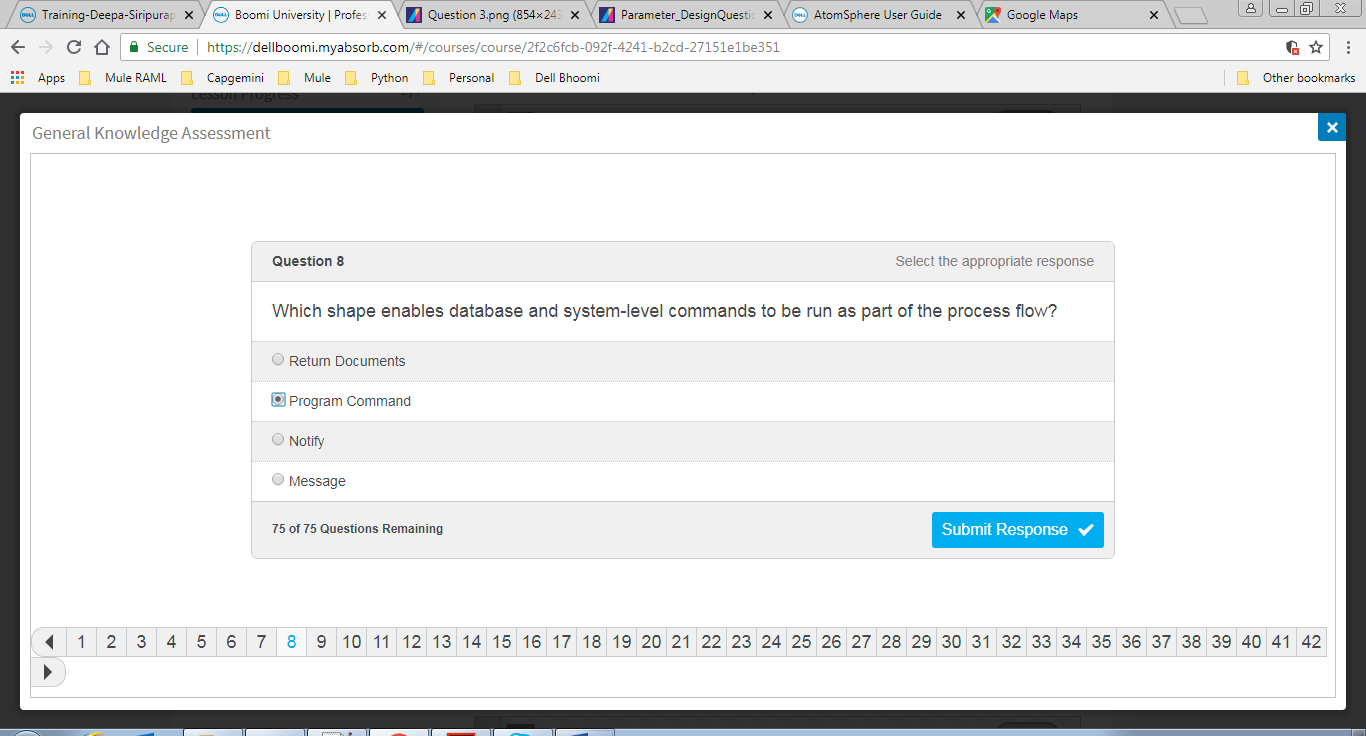 Training-Deepa-Siripurap
Boomi University | Profes
Question 3.png (854×243
Parameter_DesignQuestio
AtomSphere User Guide
Google Maps
Secure
https://dellboomi.myabsorb.com/#/courses/course/2f2c6fcb-092f-4241-b2cd-27151e1be351
Apps
Mule RAML
Capgemini
Mule
Python
Personal
Dell Bhoomi
Other bookmarks
Lesson Progress
General Knowledge Assessment
Question 8
Select the appropriate response
Which shape enables database and system-level commands to be run as part of the process flow?
Return Documents
Program Command
Notify
Message
75 of 75 Questions Remaining
Submit Response
1 2 3 4 5 6 7 8 9 10 11 12 13 14 15 16 17 18 19 20 21 22 23 24 25 26 27 28 29 30 31 32 33 34 35 36 37 38 39 40 41 42